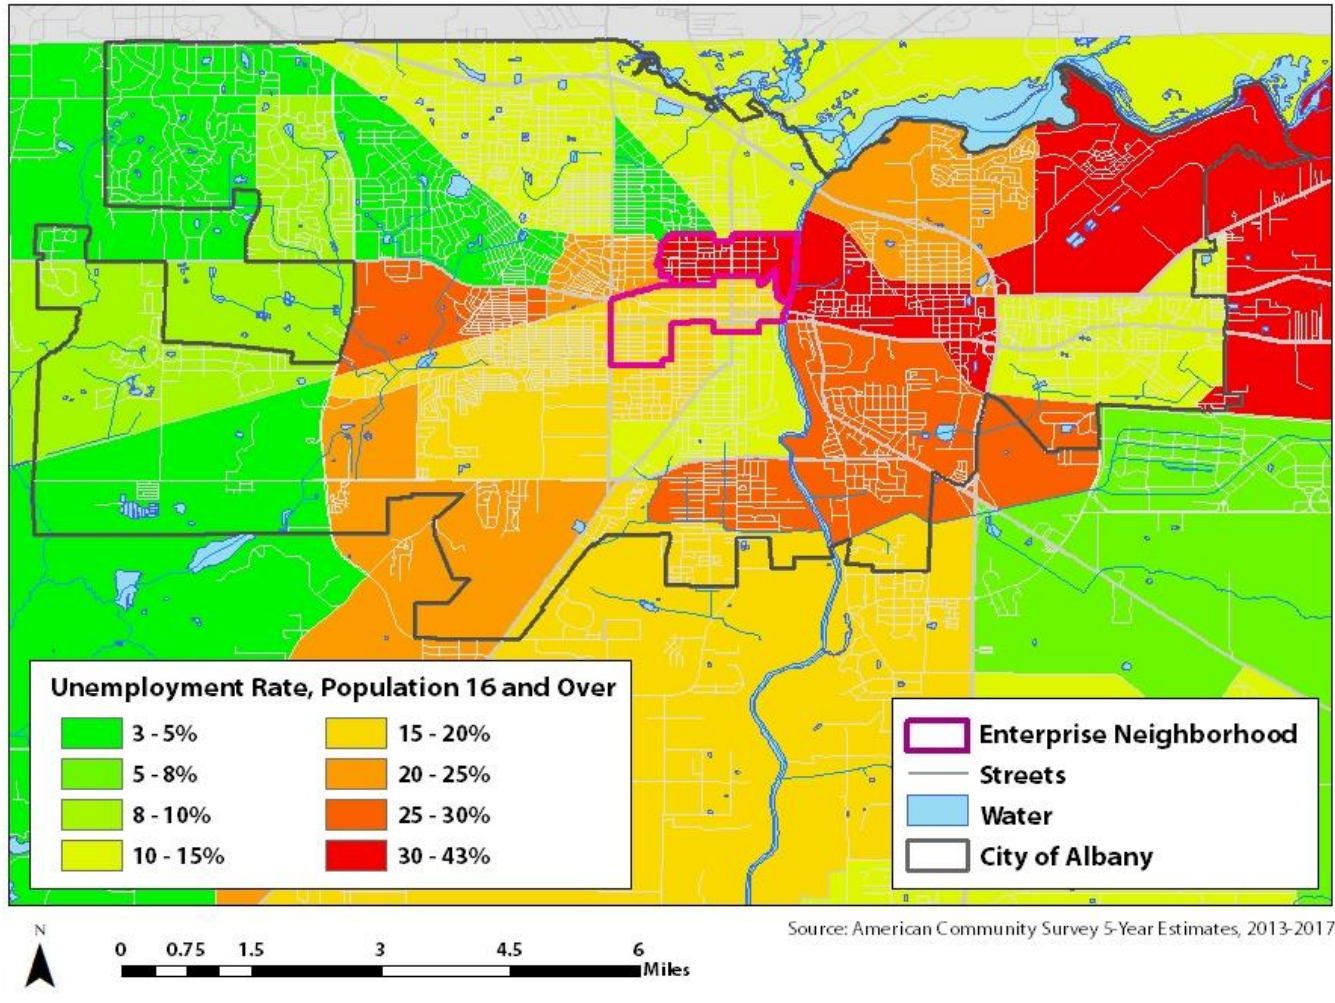 Unemployment Rate, Population 16 and Over
3 - 5%
5 - 8%
8 - 10%
10 - 15%
15 - 20%
20 - 25%
25 - 30%
30 - 43%
Enterprise Neighborhood
Streets
Water
City of Albany
N
0 0.75 1.5 3 4.5 6
Miles
Source: American Community Survey 5-Year Estimates, 2013-2017